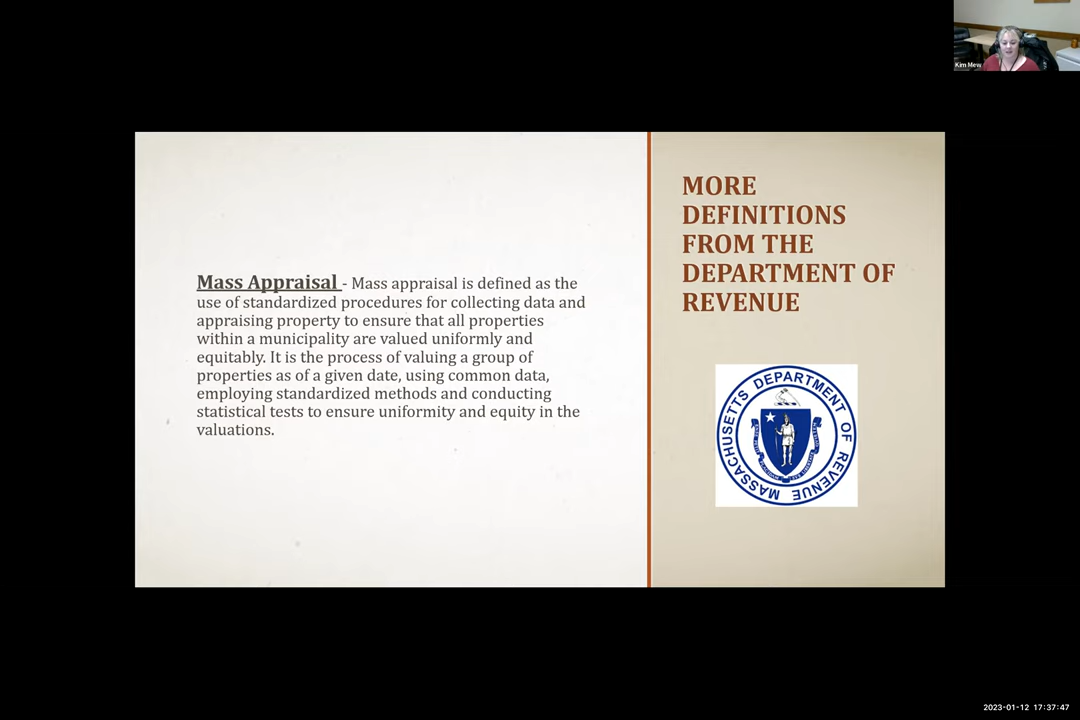 Kim Mew
Mass Appraisal - Mass appraisal is defined as the
use of standardized procedures for collecting data and
appraising property to ensure that all properties
within a municipality are valued uniformly and
equitably. It is the process of valuing a group of
properties as of a given date, using common data,
employing standardized methods and conducting
statistical tests to ensure uniformity and equity in the
valuations.
MORE
DEFINITIONS
FROM THE
DEPARTMENT OF
REVENUE
MASSACHUSETTS DEPARTMENT OF REVENUE
2023-01-12 17:37:47